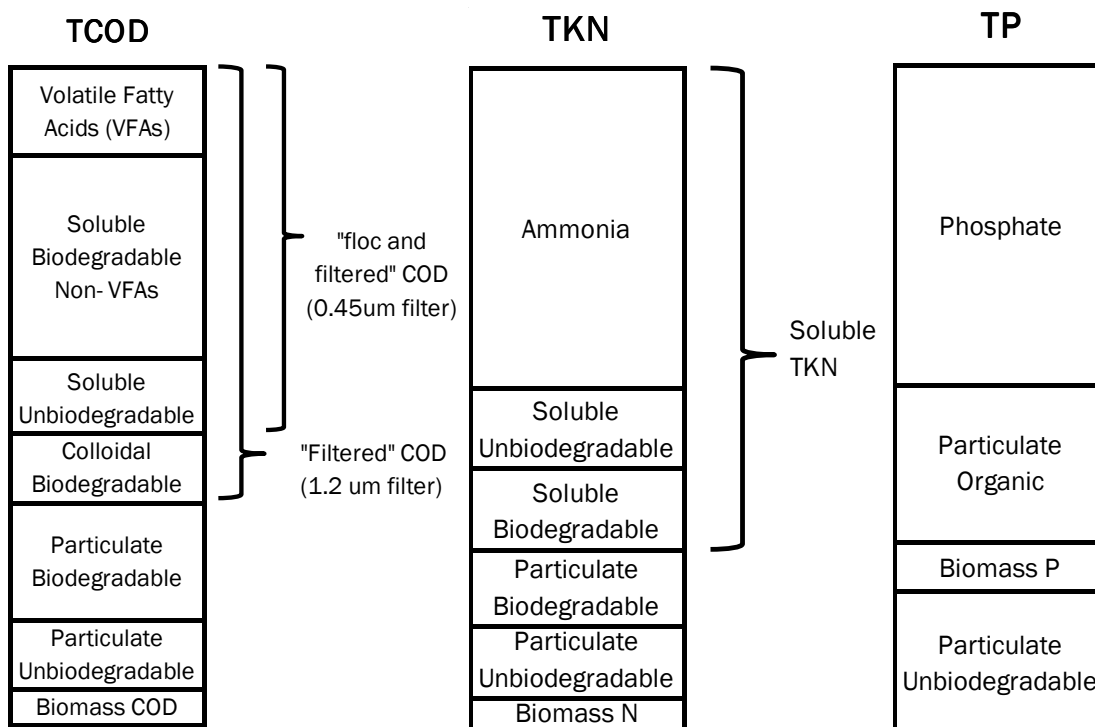 TCOD
Volatile Fatty
Acids (VFAs)
Soluble
Biodegradable
Non- VFAs
Soluble
Unbiodegradable
Colloidal
Biodegradable
Particulate
Biodegradable
Particulate
Unbiodegradable
Biomass COD
"floc and
filtered" COD
(0.45um filter)
"Filtered" COD
(1.2 um filter)
TKN
Ammonia
Soluble
Unbiodegradable
Soluble
Biodegradable
Particulate
Biodegradable
Particulate
Unbiodegradable
Biomass N
Soluble
TKN
TP
Phosphate
Particulate
Organic
Biomass P
Particulate
Unbiodegradable